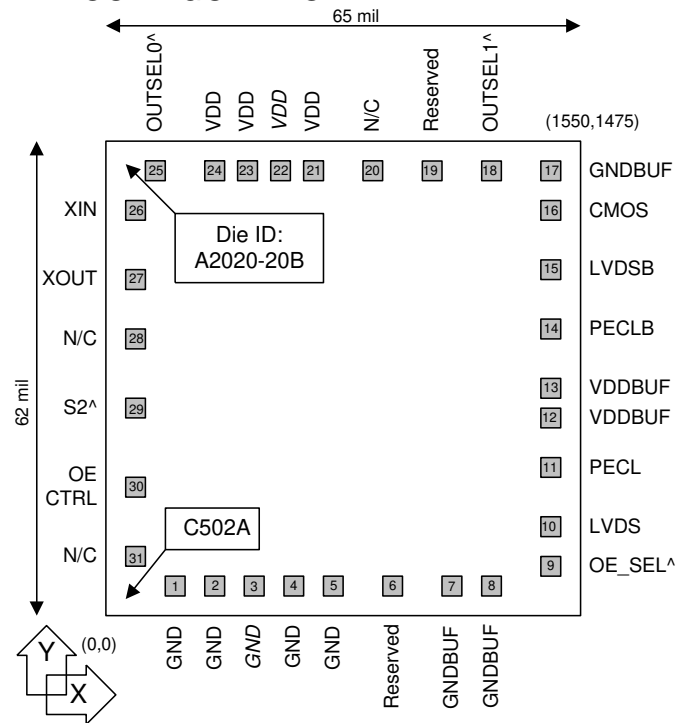 65 mil
OUTSEL0^
VDD
VDD
VDD
VDD
N/C
Reserved
OUTSEL1^
(1550,1475)
25
24
23
22
21
20
19
18
17
GNDBUF
XIN
26
16
CMOS
Die ID:
A2020-20B
XOUT
27
15
LVDSB
N/C
28
14
PECLB
62 mil
13
VDDBUF
S2^
29
12
VDDBUF
OE
CTRL
30
11
PECL
C502A
10
LVDS
N/C
31
9
OE_SEL^
1
2
3
4
5
6
7
8
GND
GND
GND
GND
GND
Reserved
GNDBUF
GNDBUF
Y
(0,0)
X